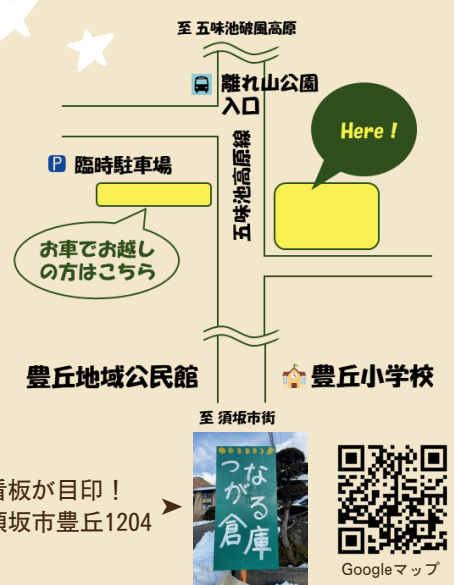 至 五味池破風高原
離れ山公園
入口
Here !
五味池高原線
P 臨時駐車場
お車でお越し
の方はこちら
豊丘地域公民館
豊丘小学校
至 須坂市街
看板が目印！
須坂市豊丘1204
つながる
倉庫
Googleマップ